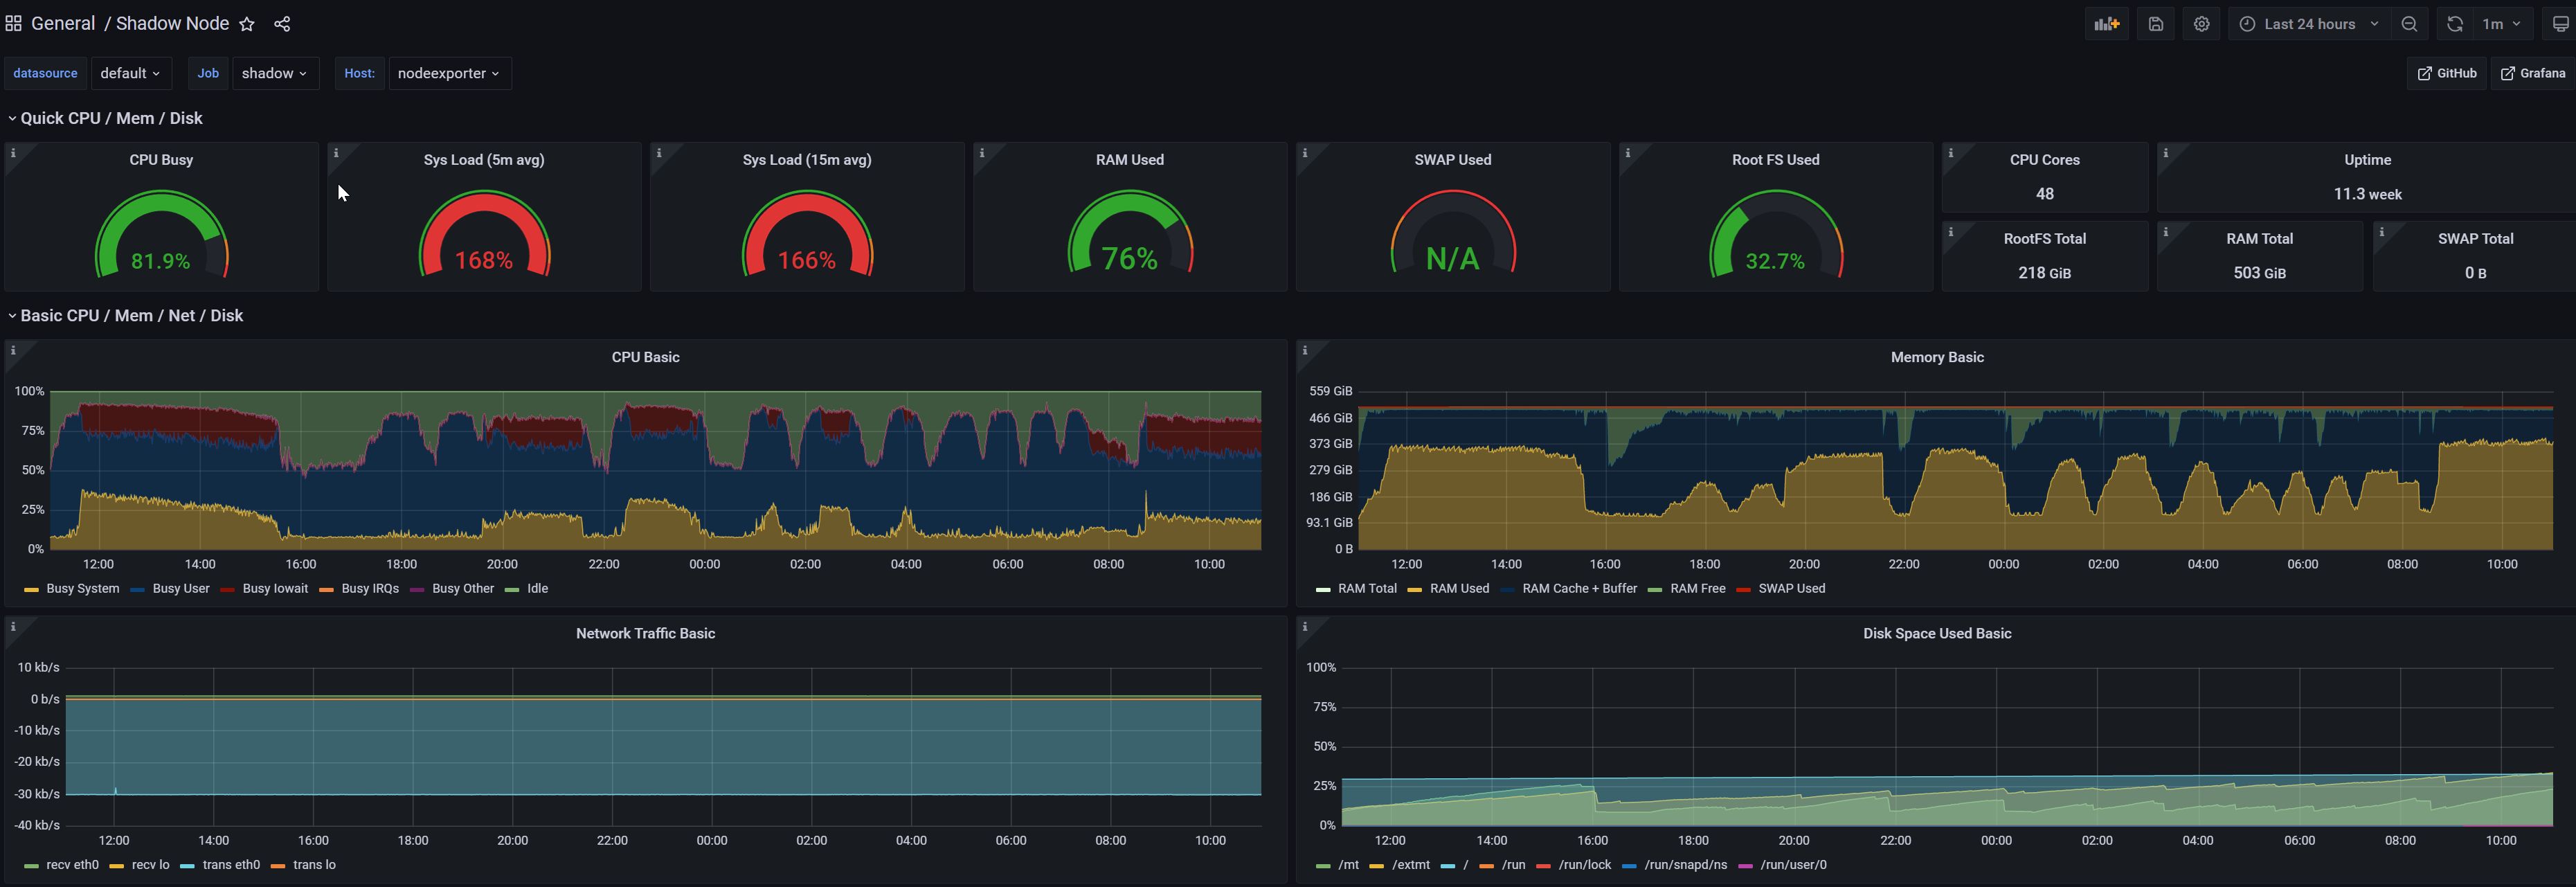 General / Shadow Node
Last 24 hours 1m
datasource default Job shadow Host: nodeexporter GitHub Grafana
Quick CPU / Mem / Disk
CPU Busy
81.9%
Sys Load (5m avg)
168%
Sys Load (15m avg)
166%
RAM Used
76%
SWAP Used
N/A
Root FS Used
32.7%
CPU Cores
48
Uptime
11.3 week
RootFS Total
218 GiB
RAM Total
503 GiB
SWAP Total
0 B
Basic CPU / Mem / Net / Disk
CPU Basic
100%
75%
50%
25%
0%
12:00 14:00 16:00 18:00 20:00 22:00 00:00 02:00 04:00 06:00 08:00 10:00
Busy System Busy User Busy Iowait Busy IRQs Busy Other Idle
Memory Basic
559 GiB
466 GiB
373 GiB
279 GiB
186 GiB
93.1 GiB
0 B
12:00 14:00 16:00 18:00 20:00 22:00 00:00 02:00 04:00 06:00 08:00 10:00
RAM Total RAM Used RAM Cache + Buffer RAM Free SWAP Used
Network Traffic Basic
10 kb/s
0 b/s
-10 kb/s
-20 kb/s
-30 kb/s
-40 kb/s
12:00 14:00 16:00 18:00 20:00 22:00 00:00 02:00 04:00 06:00 08:00 10:00
recv eth0 recv lo trans eth0 trans lo
Disk Space Used Basic
100%
75%
50%
25%
0%
12:00 14:00 16:00 18:00 20:00 22:00 00:00 02:00 04:00 06:00 08:00 10:00
/mt /extmt / /run /run/lock /run/snapd/ns /run/user/0